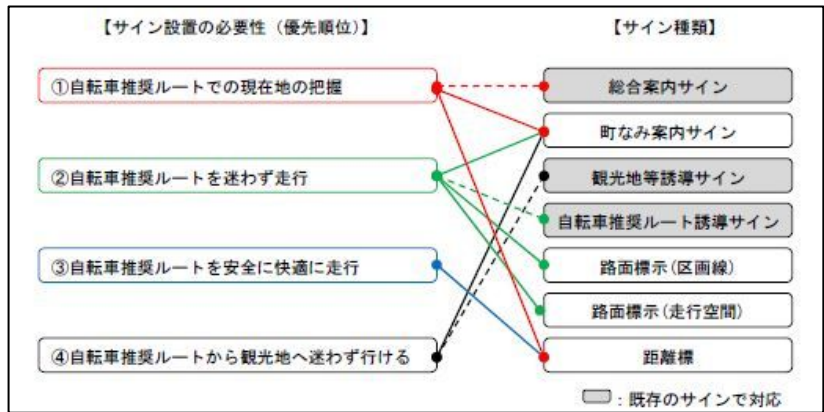 【サイン設置の必要性（優先順位）】
【サイン種類】
①自転車推奨ルートでの現在地の把握
②自転車推奨ルートを迷わず走行
③自転車推奨ルートを安全に快適に走行
④自転車推奨ルートから観光地へ迷わず行ける
総合案内サイン
町なみ案内サイン
観光地等誘導サイン
自転車推奨ルート誘導サイン
路面標示(区画線)
路面標示(走行空間)
距離標
：既存のサインで対応